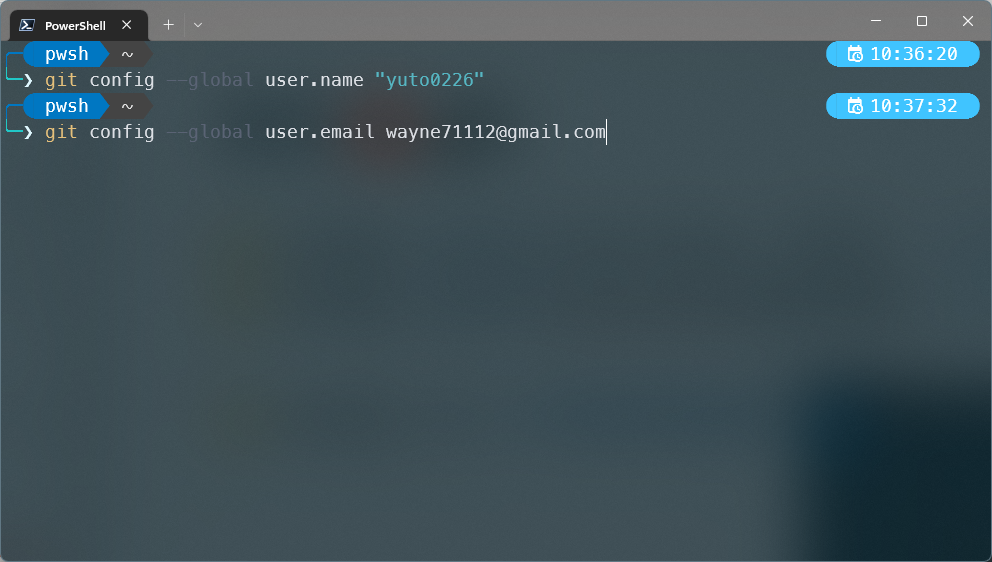 PowerShell
pwsh ~ 10:36:20
❯ git config --global user.name "yuto0226"
pwsh ~ 10:37:32
❯ git config --global user.email wayne71112@gmail.com